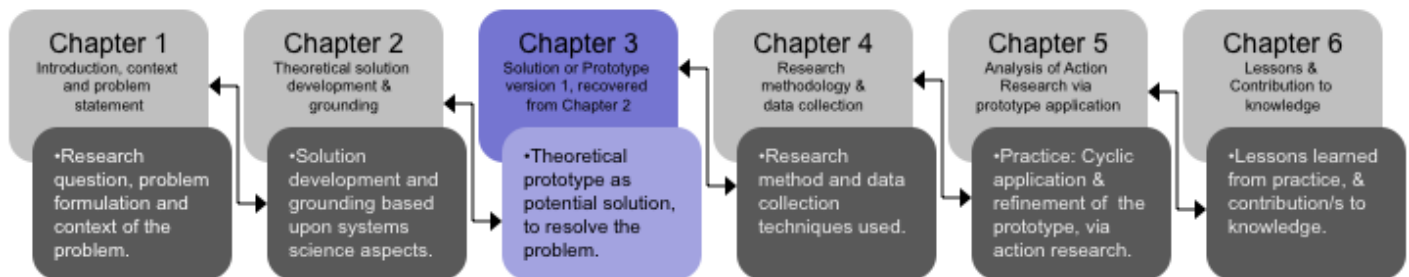 Chapter 1
Introduction, context
and problem
statement
•Research
question, problem
formulation and
context of the
problem.
Chapter 2
Theoretical solution
development &
grounding
•Solution
development and
grounding based
upon systems
science aspects.
Chapter 3
Solution or Prototype
version 1, recovered
from Chapter 2
•Theoretical
prototype as
potential solution,
to resolve the
problem.
Chapter 4
Research
methodology &
data collection
•Research
method and data
collection
techniques used.
Chapter 5
Analysis of Action
Research via
prototype application
•Practice: Cyclic
application &
refinement of the
prototype, via
action research.
Chapter 6
Lessons &
Contribution to
knowledge
•Lessons learned
from practice, &
contribution/s to
knowledge.